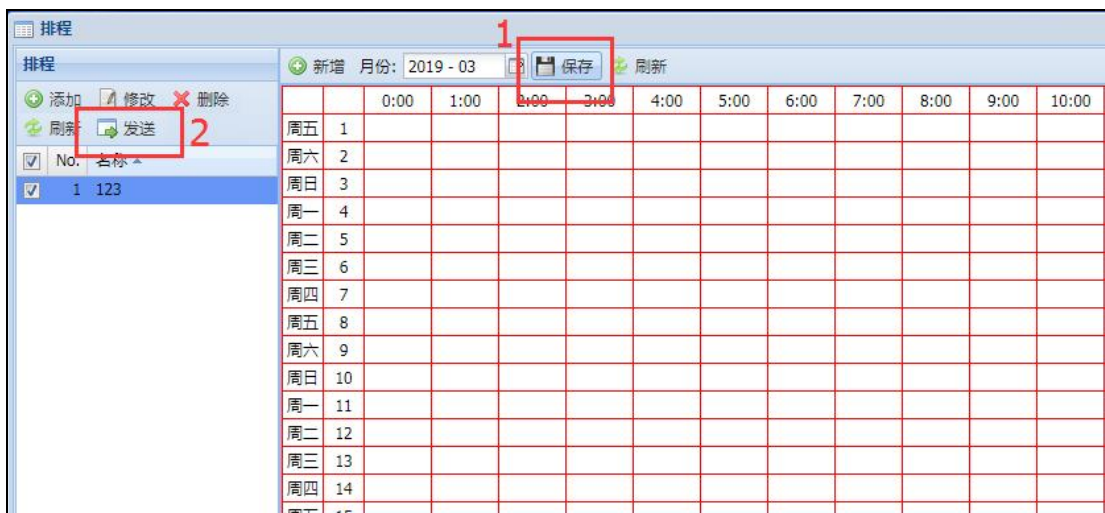 排程
排程
添加 修改 删除
刷新 发送 2
No. 名称
1 123
1
新增 月份: 2019 - 03 保存 刷新
0:00 1:00 2:00 3:00 4:00 5:00 6:00 7:00 8:00 9:00 10:00
周五 1
周六 2
周日 3
周一 4
周二 5
周三 6
周四 7
周五 8
周六 9
周日 10
周一 11
周二 12
周三 13
周四 14